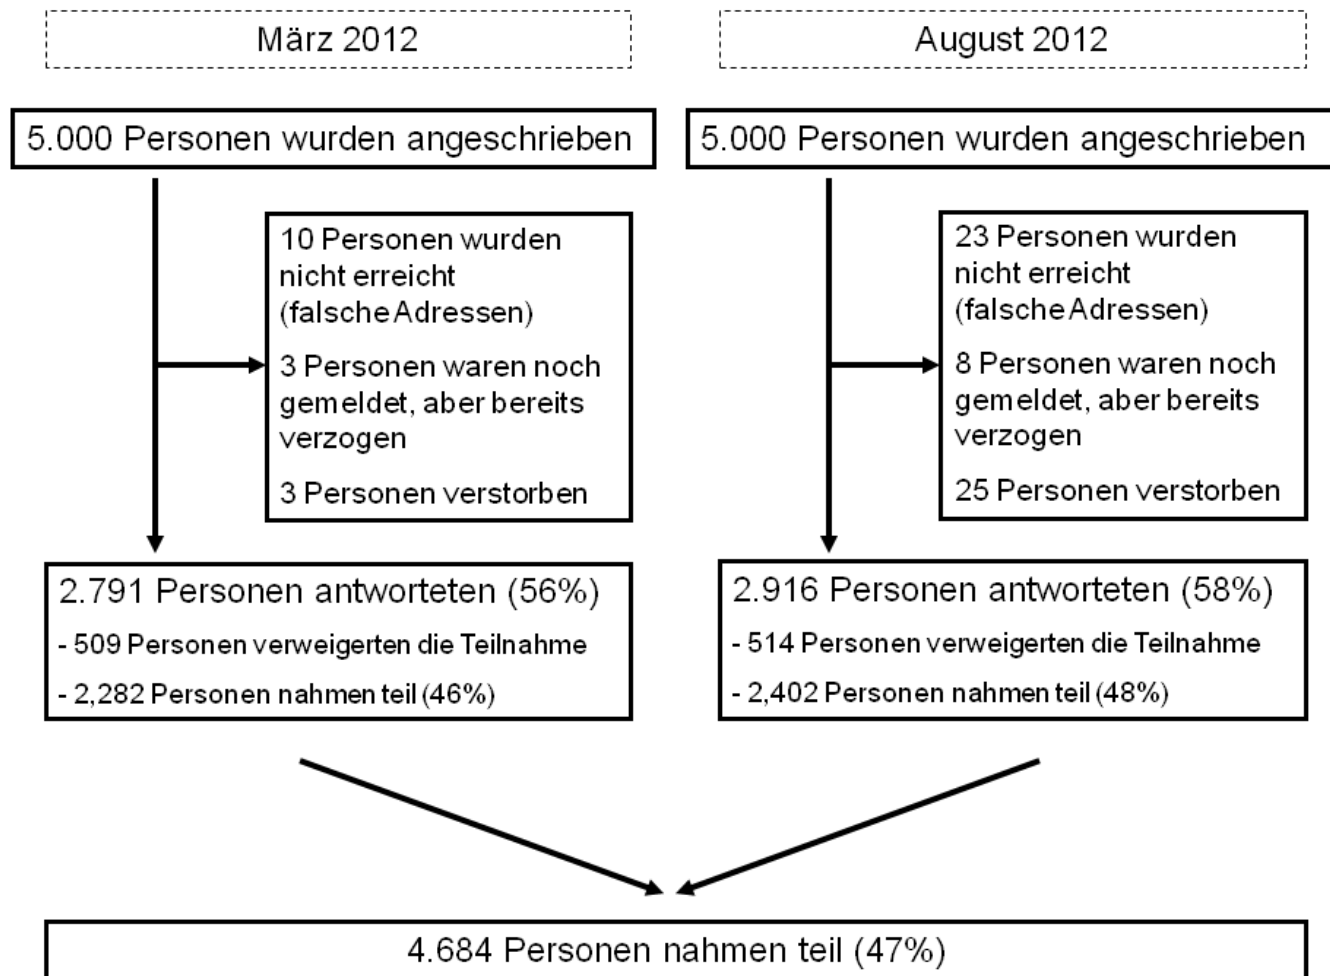 März 2012
5.000 Personen wurden angeschrieben
10 Personen wurden
nicht erreicht
(falsche Adressen)
3 Personen waren noch
gemeldet, aber bereits
verzogen
3 Personen verstorben
2.791 Personen antworteten (56%)
- 509 Personen verweigerten die Teilnahme
- 2,282 Personen nahmen teil (46%)
August 2012
5.000 Personen wurden angeschrieben
23 Personen wurden
nicht erreicht
(falsche Adressen)
8 Personen waren noch
gemeldet, aber bereits
verzogen
25 Personen verstorben
2.916 Personen antworteten (58%)
- 514 Personen verweigerten die Teilnahme
- 2,402 Personen nahmen teil (48%)
4.684 Personen nahmen teil (47%)